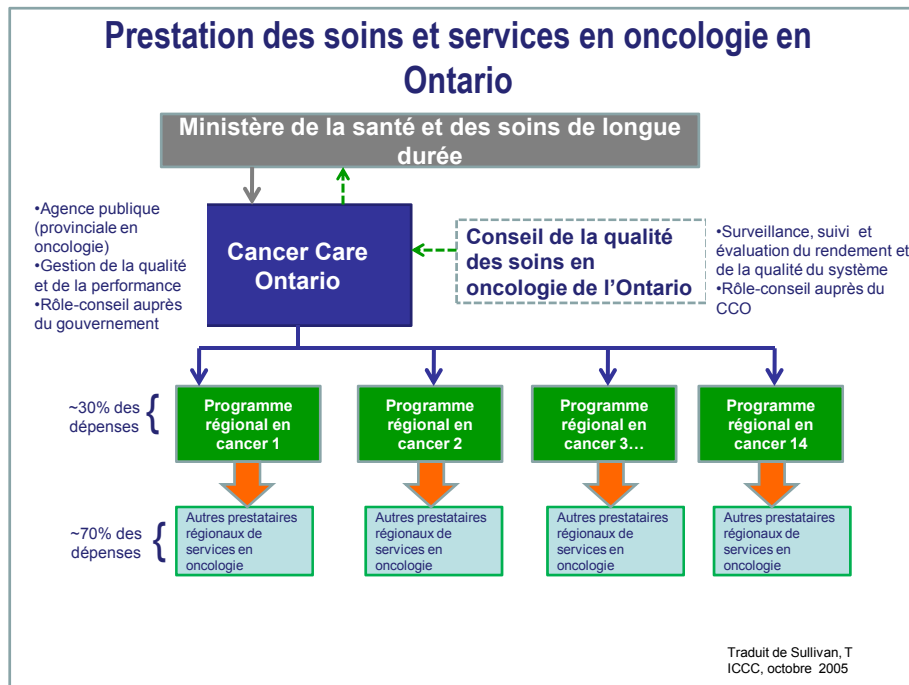 Prestation des soins et services en oncologie en
Ontario
Ministère de la santé et des soins de longue
durée
•Agence publique
(provinciale en
oncologie)
•Gestion de la qualité
et de la performance
•Rôle-conseil auprès
du gouvernement
Cancer Care
Ontario
Conseil de la qualité
des soins en
oncologie de l’Ontario
•Surveillance, suivi et
évaluation du rendement et
de la qualité du système
•Rôle-conseil auprès du
CCO
~30% des
dépenses
{
Programme
régional en
cancer 1
Programme
régional en
cancer 2
Programme
régional en
cancer 3…
Programme
régional en
cancer 14
~70% des
dépenses
{
Autres prestataires
régionaux de
services en
oncologie
Autres prestataires
régionaux de
services en
oncologie
Autres prestataires
régionaux de
services en
oncologie
Autres prestataires
régionaux de
services en
oncologie
Traduit de Sullivan, T
ICCC, octobre 2005